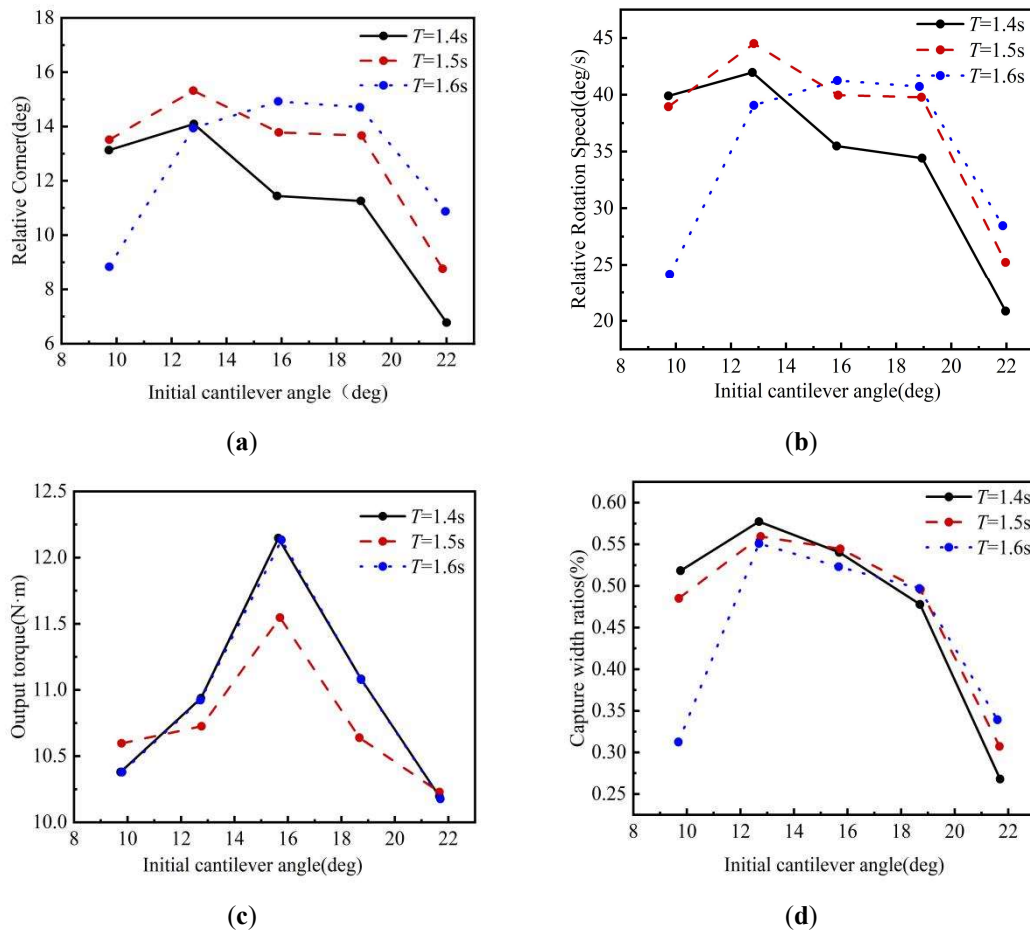 18
16
14
12
10
8
6
8 10 12 14 16 18 20 22
Relative Corner(deg)
Initial cantilever angle（deg)
T=1.4s
T=1.5s
T=1.6s
(a)
45
40
35
30
25
20
8 10 12 14 16 18 20 22
Relative Rotation Speed(deg/s)
Initial cantilever angle(deg)
T=1.4s
T=1.5s
T=1.6s
(b)
12.5
12.0
11.5
11.0
10.5
10.0
8 10 12 14 16 18 20 22
Output torque(N·m)
Initial cantilever angle(deg)
T=1.4s
T=1.5s
T=1.6s
(c)
0.60
0.55
0.50
0.45
0.40
0.35
0.30
0.25
8 10 12 14 16 18 20 22
Capture width ratios(%)
Initial cantilever angle(deg)
T=1.4s
T=1.5s
T=1.6s
(d)